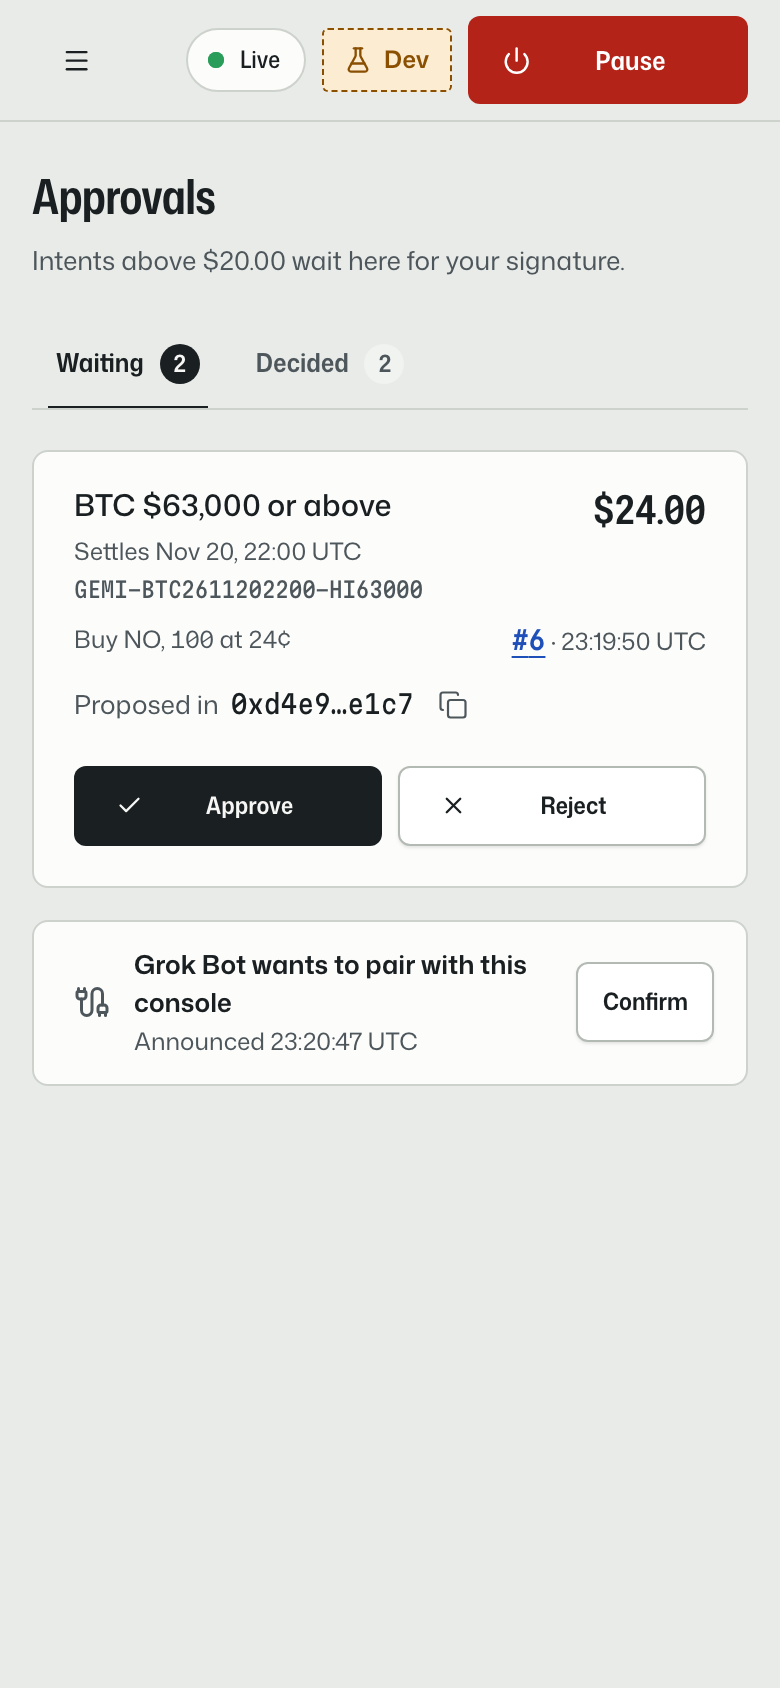 Live
Dev
Pause
Approvals
Intents above $20.00 wait here for your signature.
Waiting 2
Decided 2
BTC $63,000 or above
$24.00
Settles Nov 20, 22:00 UTC
GEMI-BTC2611202200-HI63000
Buy NO, 100 at 24¢
#6 · 23:19:50 UTC
Proposed in 0xd4e9…e1c7
Approve
Reject
Grok Bot wants to pair with this
console
Announced 23:20:47 UTC
Confirm